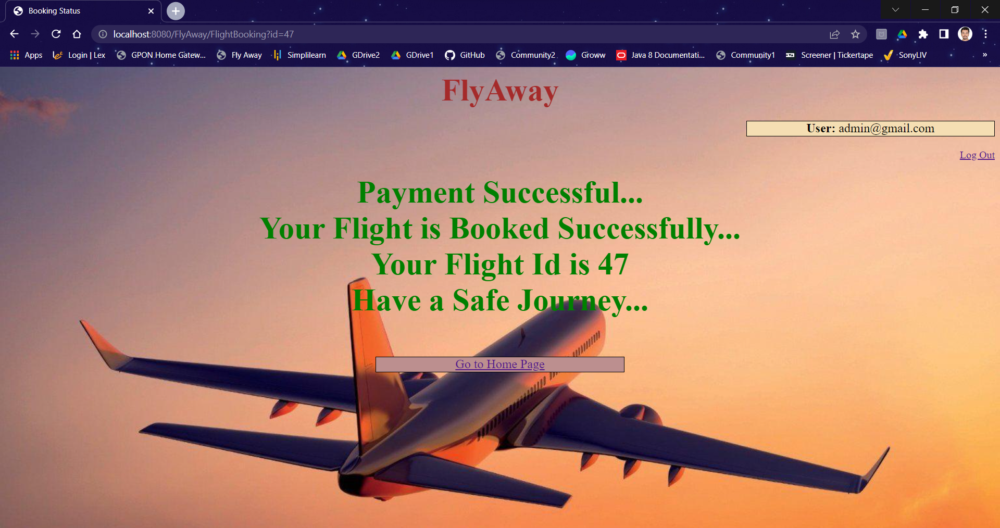 Booking Status
localhost:8080/FlyAway/FlightBooking?id=47
Apps Login | Lex GPON Home Gatew... Fly Away Simplilearn GDrive2 GDrive1 GitHub Community2 Groww Java 8 Documentati... Community1 Screener | Tickertape SonyLIV »
FlyAway
User: admin@gmail.com
Log Out
Payment Successful...
Your Flight is Booked Successfully...
Your Flight Id is 47
Have a Safe Journey...
Go to Home Page